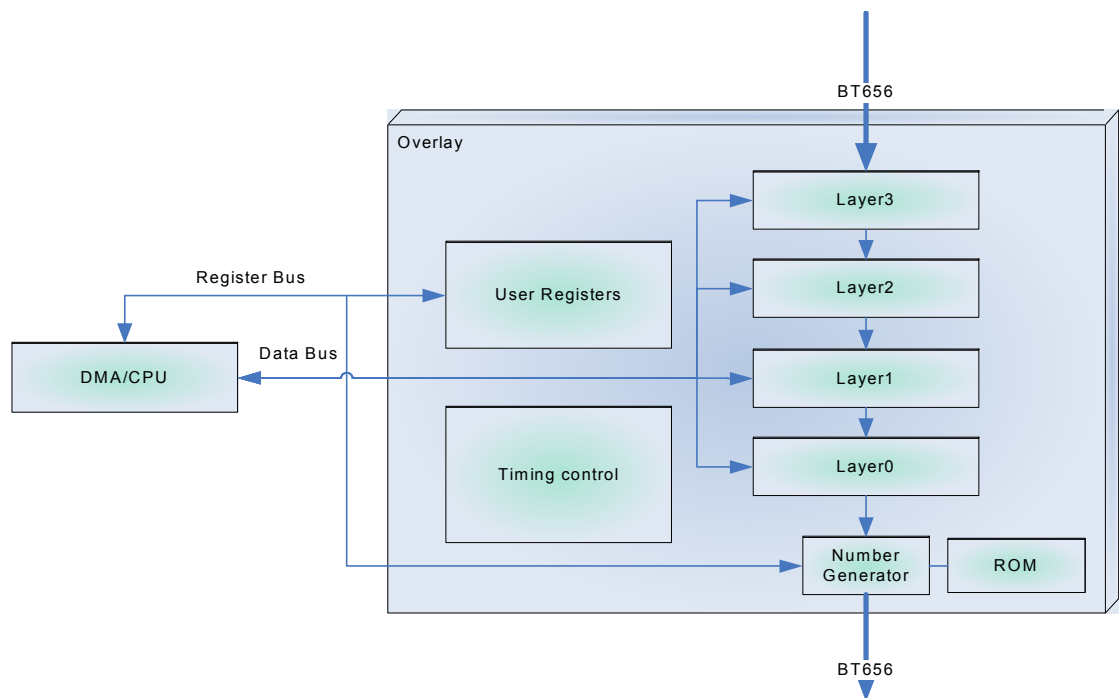 BT656
Overlay
Layer3
Register Bus
User Registers
Layer2
Data Bus
DMA/CPU
Layer1
Timing control
Layer0
Number
Generator
ROM
BT656